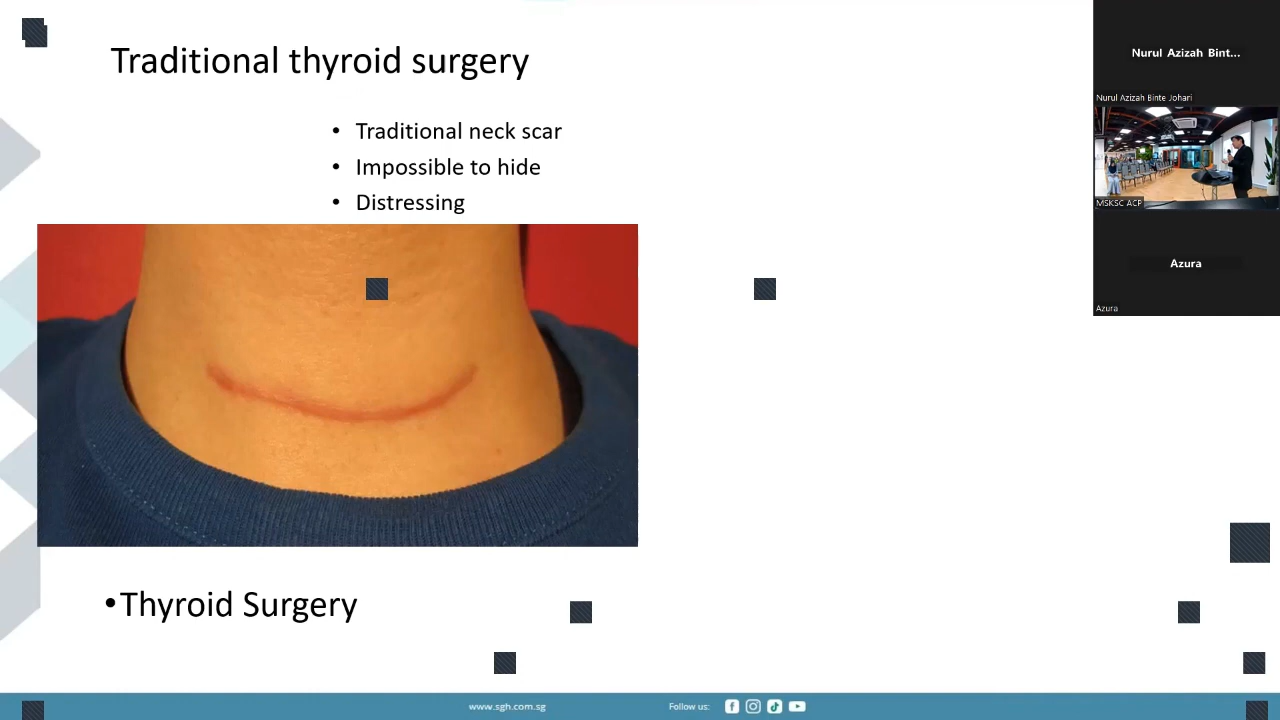 Traditional thyroid surgery
• Traditional neck scar
• Impossible to hide
• Distressing
•Thyroid Surgery
www.sgh.com.sg
Follow us:
Nurul Azizah Bint...
Nurul Azizah Binte Johari
MSKSC ACP
Azura
Azura